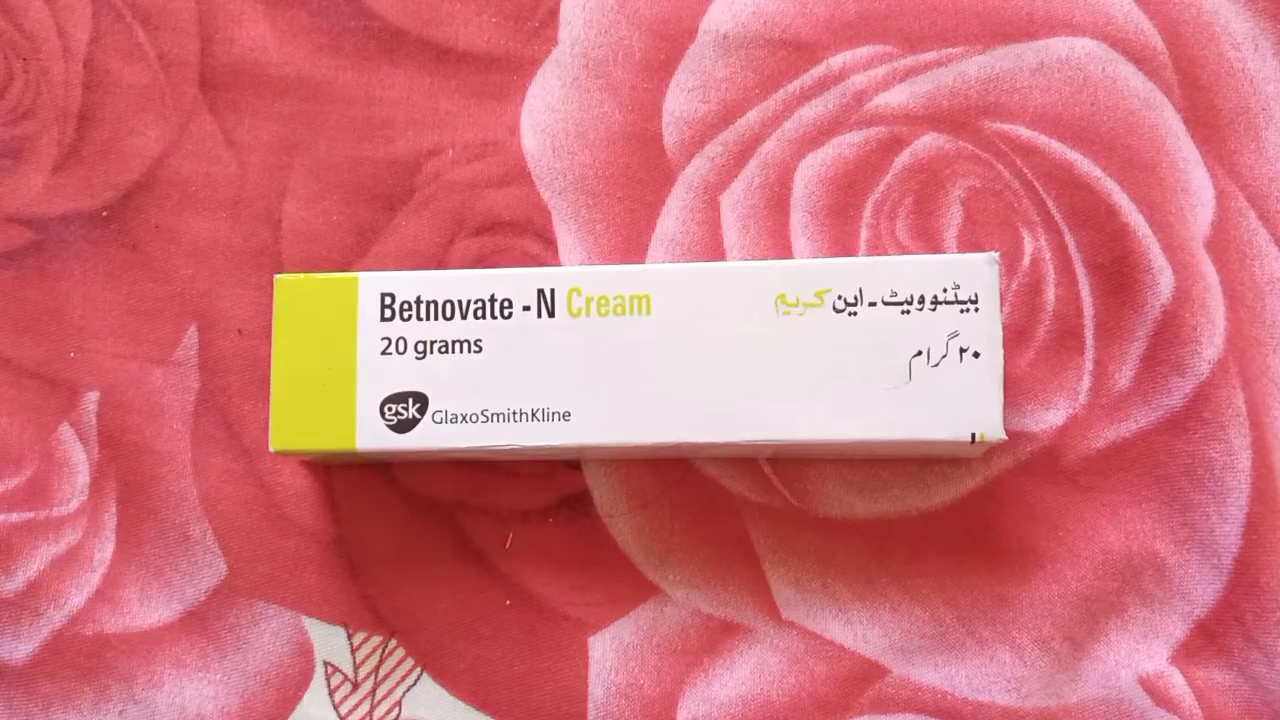 Betnovate - N Cream
بیٹنوویٹ ۔ این کریم
20 grams
۲۰ گرام
gsk GlaxoSmithKline